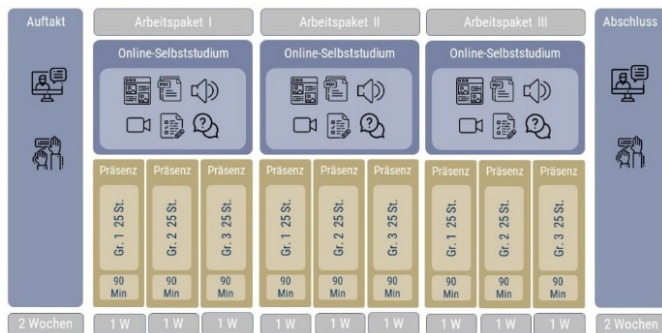 Auftakt
Arbeitspaket I
Arbeitspaket II
Arbeitspaket III
Abschluss
Online-Selbststudium
Online-Selbststudium
Online-Selbststudium
PDF
PDF
PDF
Präsenz
Präsenz
Präsenz
Präsenz
Präsenz
Präsenz
Präsenz
Präsenz
Präsenz
Gr. 1 25 St.
Gr. 2 25 St.
Gr. 3 25 St.
Gr. 1 25 St.
Gr. 2 25 St.
Gr. 3 25 St.
Gr. 1 25 St.
Gr. 2 25 St.
Gr. 3 25 St.
90
Min
90
Min
90
Min
90
Min
90
Min
90
Min
90
Min
90
Min
90
Min
2 Wochen
1 W
1 W
1 W
1 W
1 W
1 W
1 W
1 W
1 W
2 Wochen